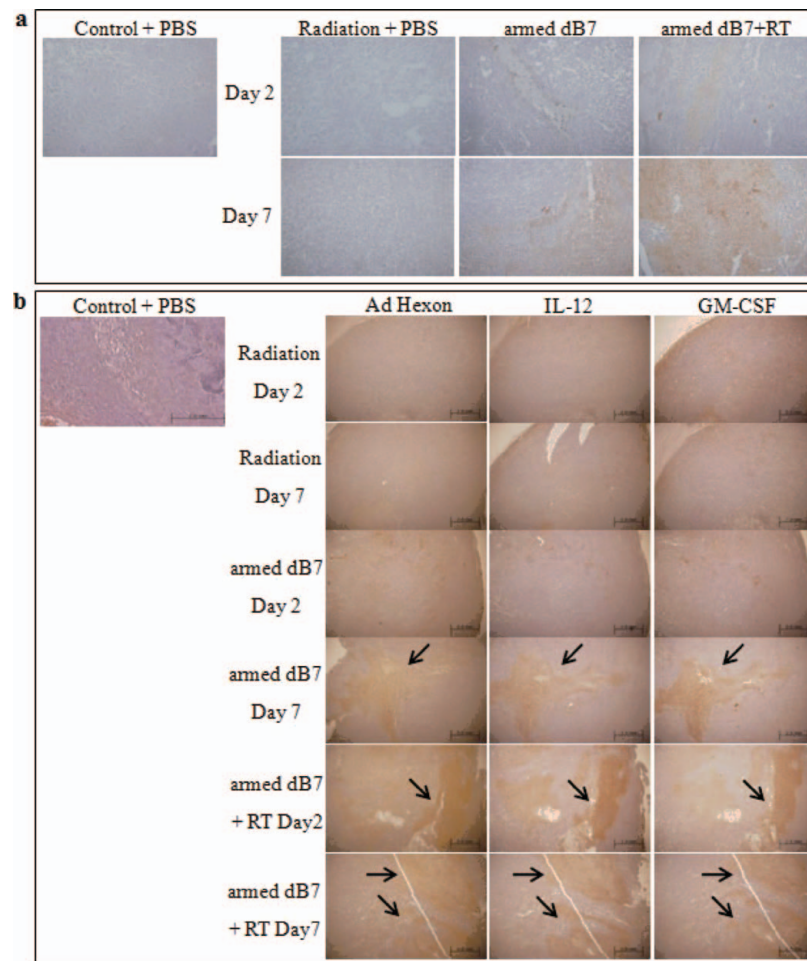 a
Control + PBS
Radiation + PBS
armed dB7
armed dB7+RT
Day 2
Day 7
b
Control + PBS
Ad Hexon
IL-12
GM-CSF
Radiation
Day 2
Radiation
Day 7
armed dB7
Day 2
armed dB7
Day 7
armed dB7
+ RT Day2
armed dB7
+ RT Day7